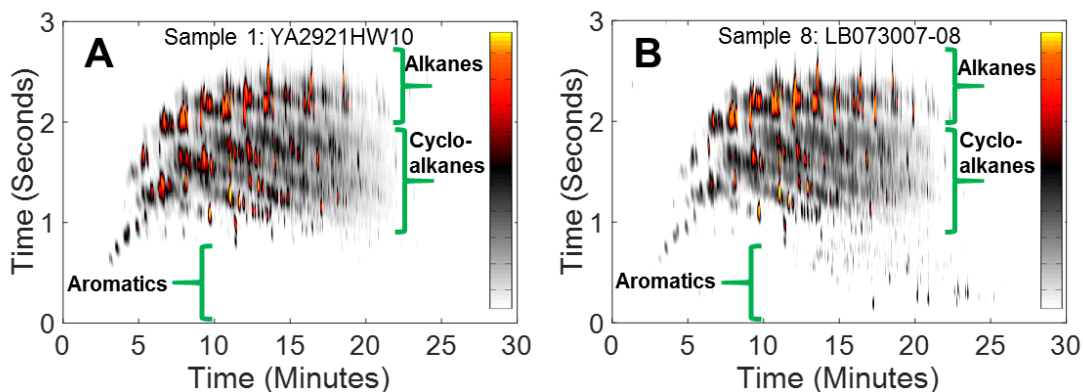 A
Sample 1: YA2921HW10
Alkanes
Cyclo-
alkanes
Aromatics
3
2
1
0
Time (Seconds)
0 5 10 15 20 25 30
Time (Minutes)
B
Sample 8: LB073007-08
Alkanes
Cyclo-
alkanes
Aromatics
3
2
1
0
Time (Seconds)
0 5 10 15 20 25 30
Time (Minutes)